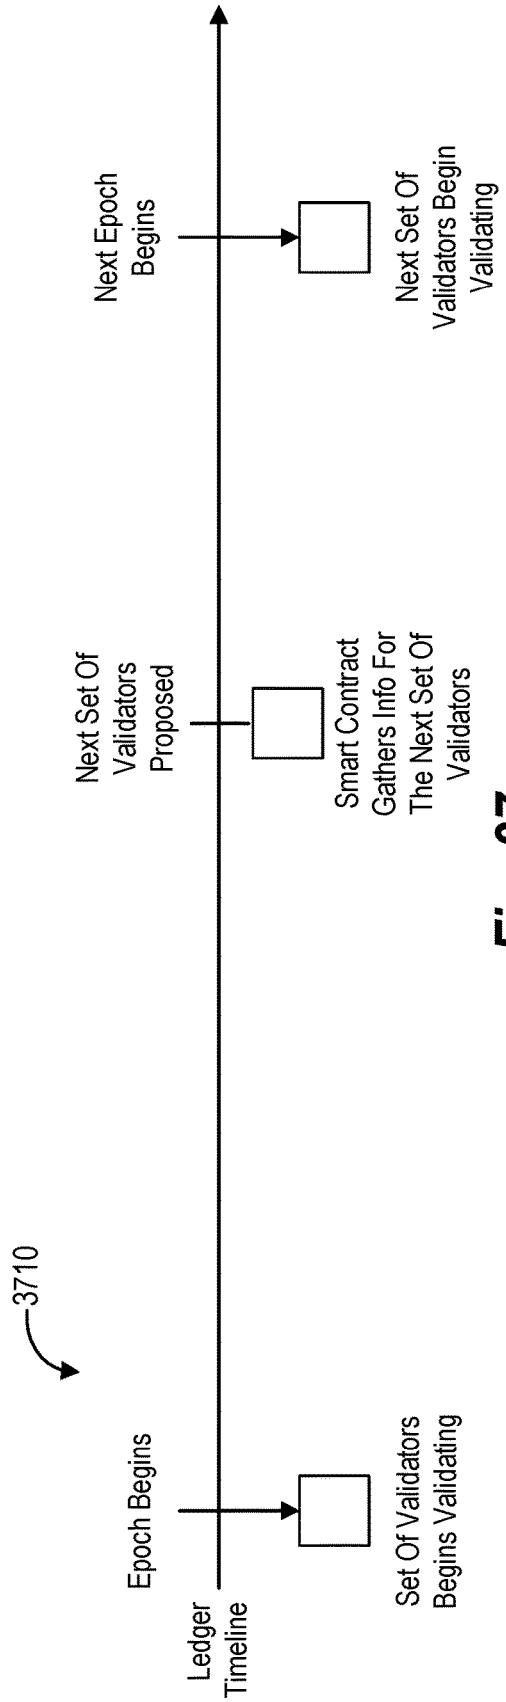 3710
Epoch Begins
Next Set Of
Validators
Proposed
Next Epoch
Begins
Ledger
Timeline
Set Of Validators
Begins Validating
Smart Contract
Gathers Info For
The Next Set Of
Validators
Next Set Of
Validators Begin
Validating